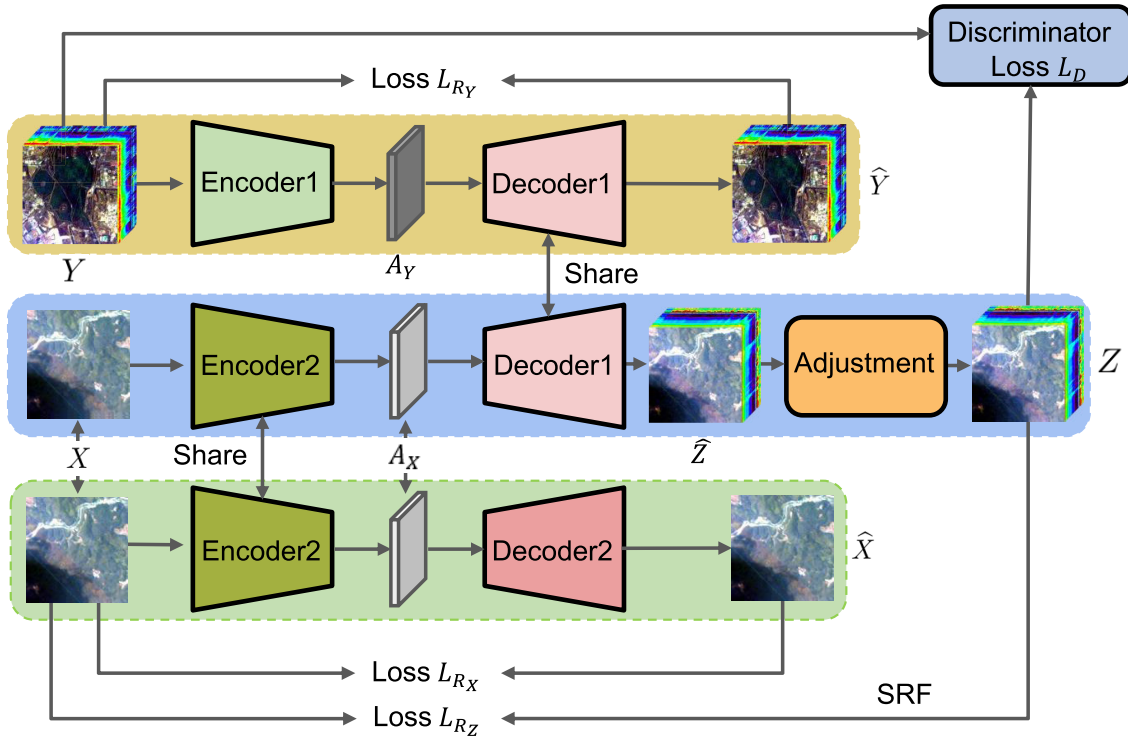 Discriminator
Loss L_D
Loss L_{R_Y}
Encoder1
Decoder1
Ŷ
Y
A_Y
Share
Encoder2
Decoder1
Adjustment
Z
X
Share
A_X
Ẑ
Encoder2
Decoder2
X̂
Loss L_{R_X}
SRF
Loss L_{R_Z}